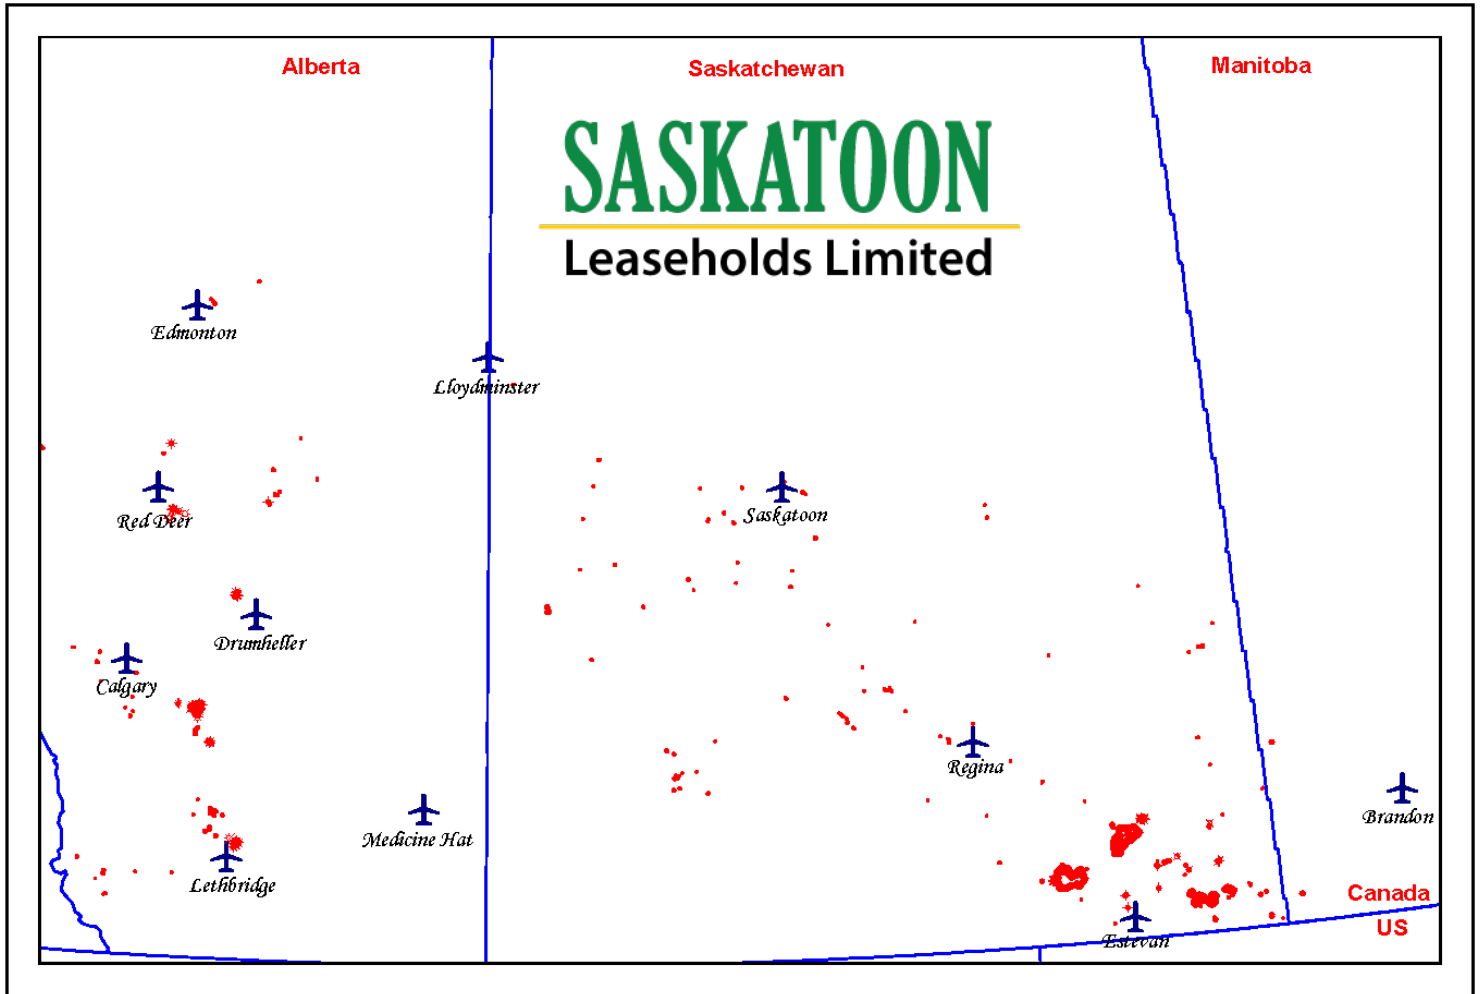 Alberta
Saskatchewan
Manitoba
SASKATOON
Leaseholds Limited
Edmonton
Lloydminster
Red Deer
Saskatoon
Drumheller
Calgary
Regina
Medicine Hat
Brandon
Lethbridge
Canada
US
Estevan